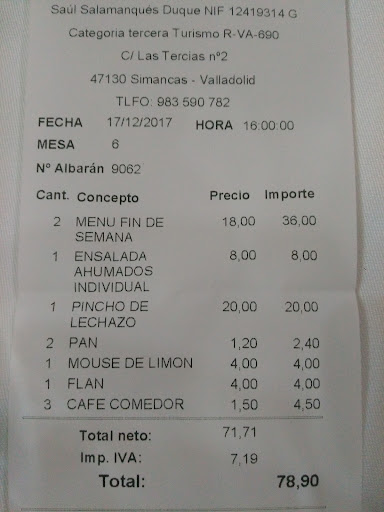 Saúl Salamanqués Duque NIF 12419314 G
Categoria tercera Turismo R-VA-690
C/ Las Tercias nº2
47130 Simancas - Valladolid
TLFO: 983 590 782
FECHA 17/12/2017 HORA 16:00:00
MESA 6
Nº Albarán 9062
Cant. Concepto Precio Importe
2 MENU FIN DE 18,00 36,00
SEMANA
1 ENSALADA 8,00 8,00
AHUMADOS
INDIVIDUAL
1 PINCHO DE 20,00 20,00
LECHAZO
2 PAN 1,20 2,40
1 MOUSE DE LIMON 4,00 4,00
1 FLAN 4,00 4,00
3 CAFE COMEDOR 1,50 4,50
Total neto: 71,71
Imp. IVA: 7,19
Total: 78,90